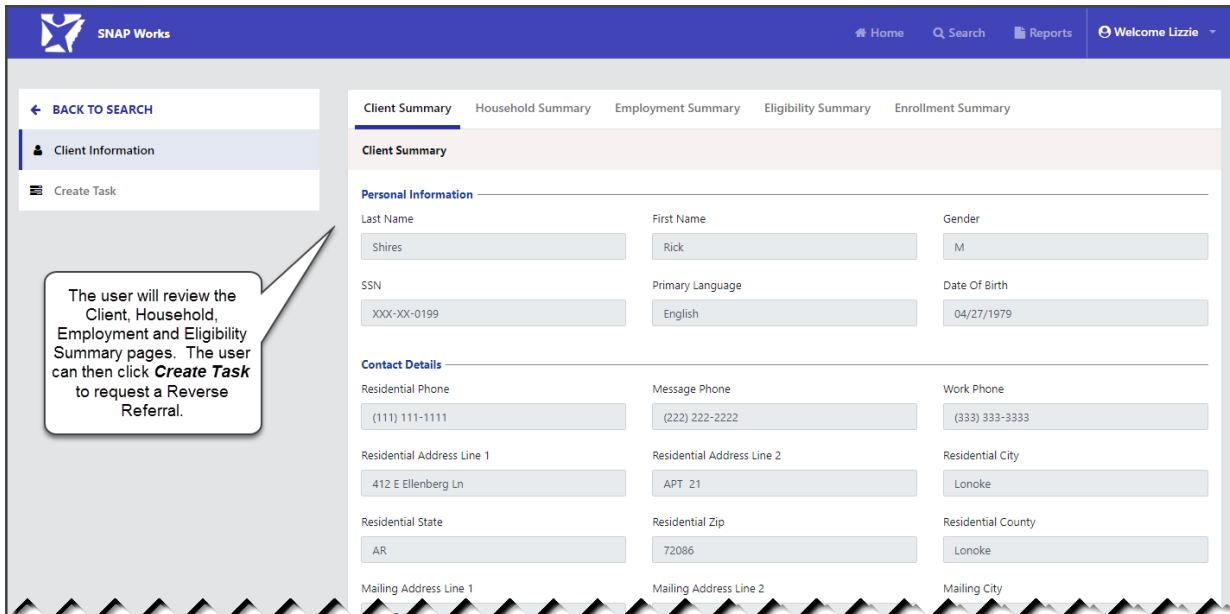 SNAP Works
Home Search Reports Welcome Lizzie
BACK TO SEARCH
Client Information
Create Task
The user will review the
Client, Household,
Employment and Eligibility
Summary pages. The user
can then click Create Task
to request a Reverse
Referral.
Client Summary Household Summary Employment Summary Eligibility Summary Enrollment Summary
Client Summary
Personal Information
Last Name First Name Gender
Shires Rick M
SSN Primary Language Date Of Birth
XXX-XX-0199 English 04/27/1979
Contact Details
Residential Phone Message Phone Work Phone
(111) 111-1111 (222) 222-2222 (333) 333-3333
Residential Address Line 1 Residential Address Line 2 Residential City
412 E Ellenberg Ln APT 21 Lonoke
Residential State Residential Zip Residential County
AR 72086 Lonoke
Mailing Address Line 1 Mailing Address Line 2 Mailing City